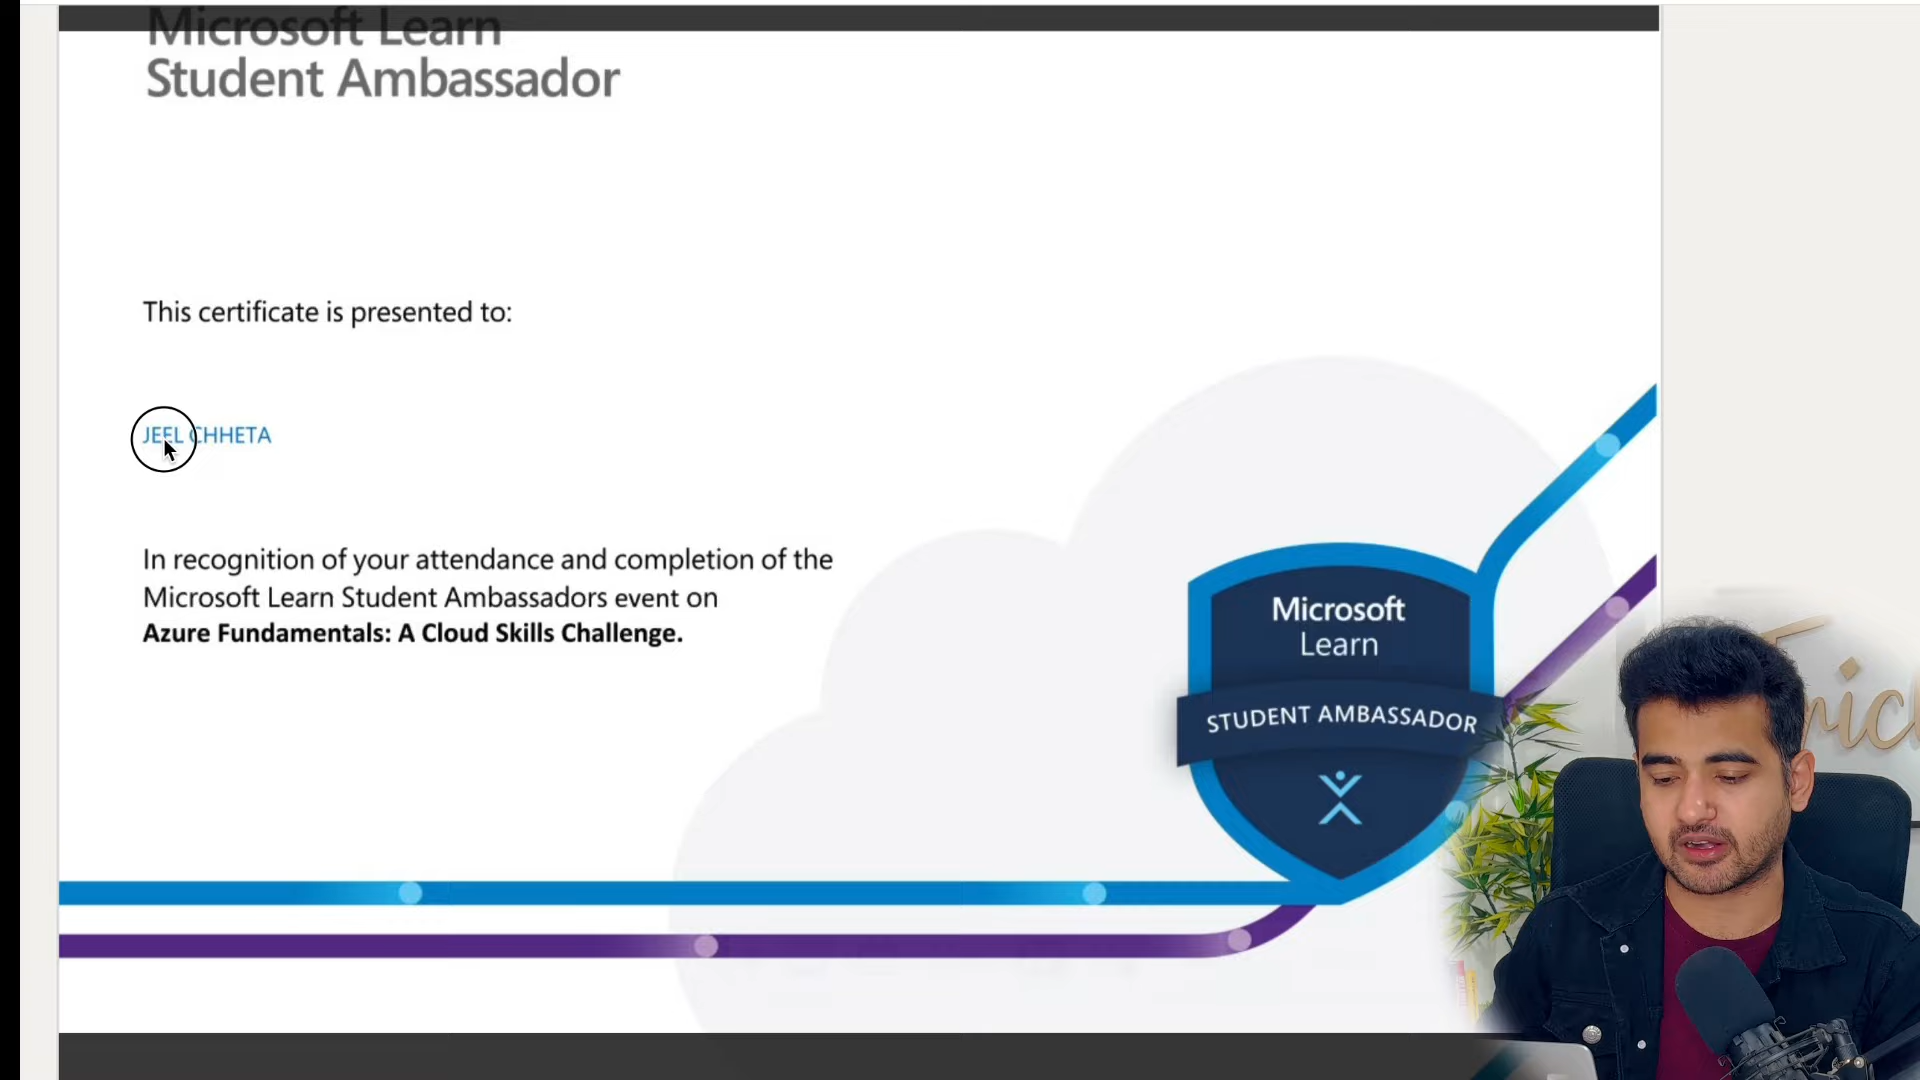 Microsoft Learn
Student Ambassador
This certificate is presented to:
JEEL CHHETA
In recognition of your attendance and completion of the
Microsoft Learn Student Ambassadors event on
Azure Fundamentals: A Cloud Skills Challenge.
Microsoft
Learn
STUDENT AMBASSADOR